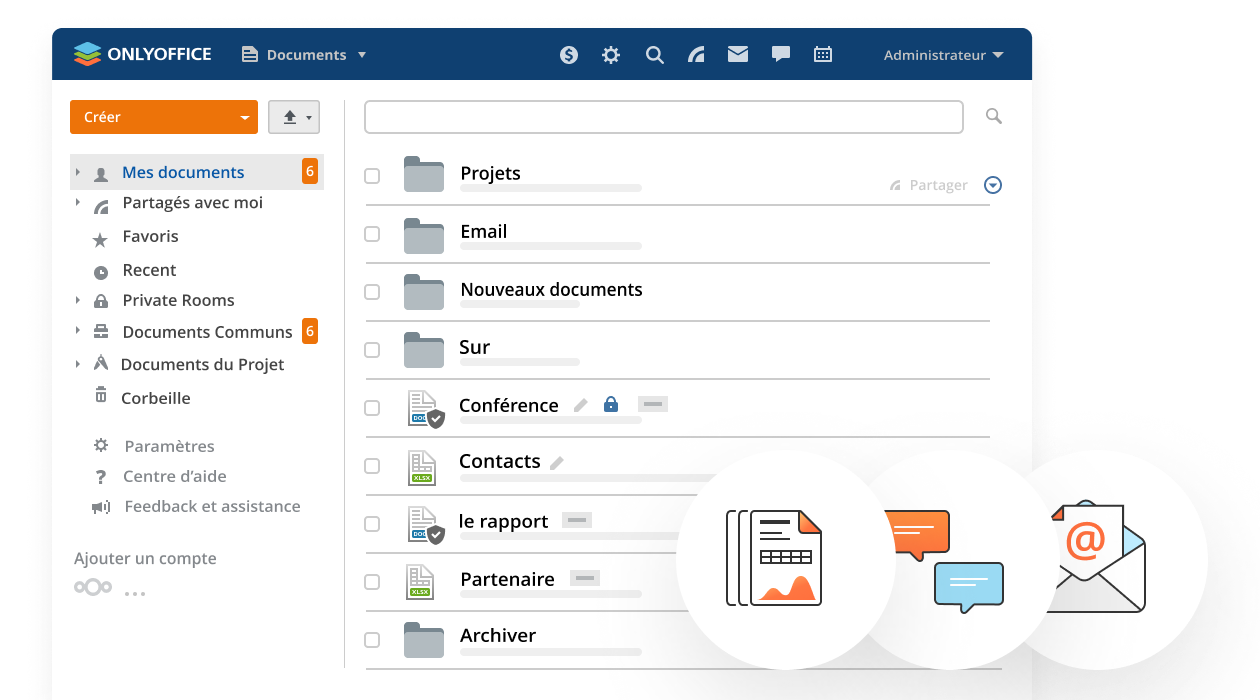 ONLYOFFICE
Documents
Administrateur
Créer
Mes documents
6
Partagés avec moi
Favoris
Recent
Private Rooms
Documents Communs
6
Documents du Projet
Corbeille
Paramètres
?
Centre d’aide
Feedback et assistance
Ajouter un compte
...
Projets
Partager
Email
Nouveaux documents
Sur
DOC
Conférence
XLSX
Contacts
DOC
le rapport
XLSX
Partenaire
Archiver
$
@